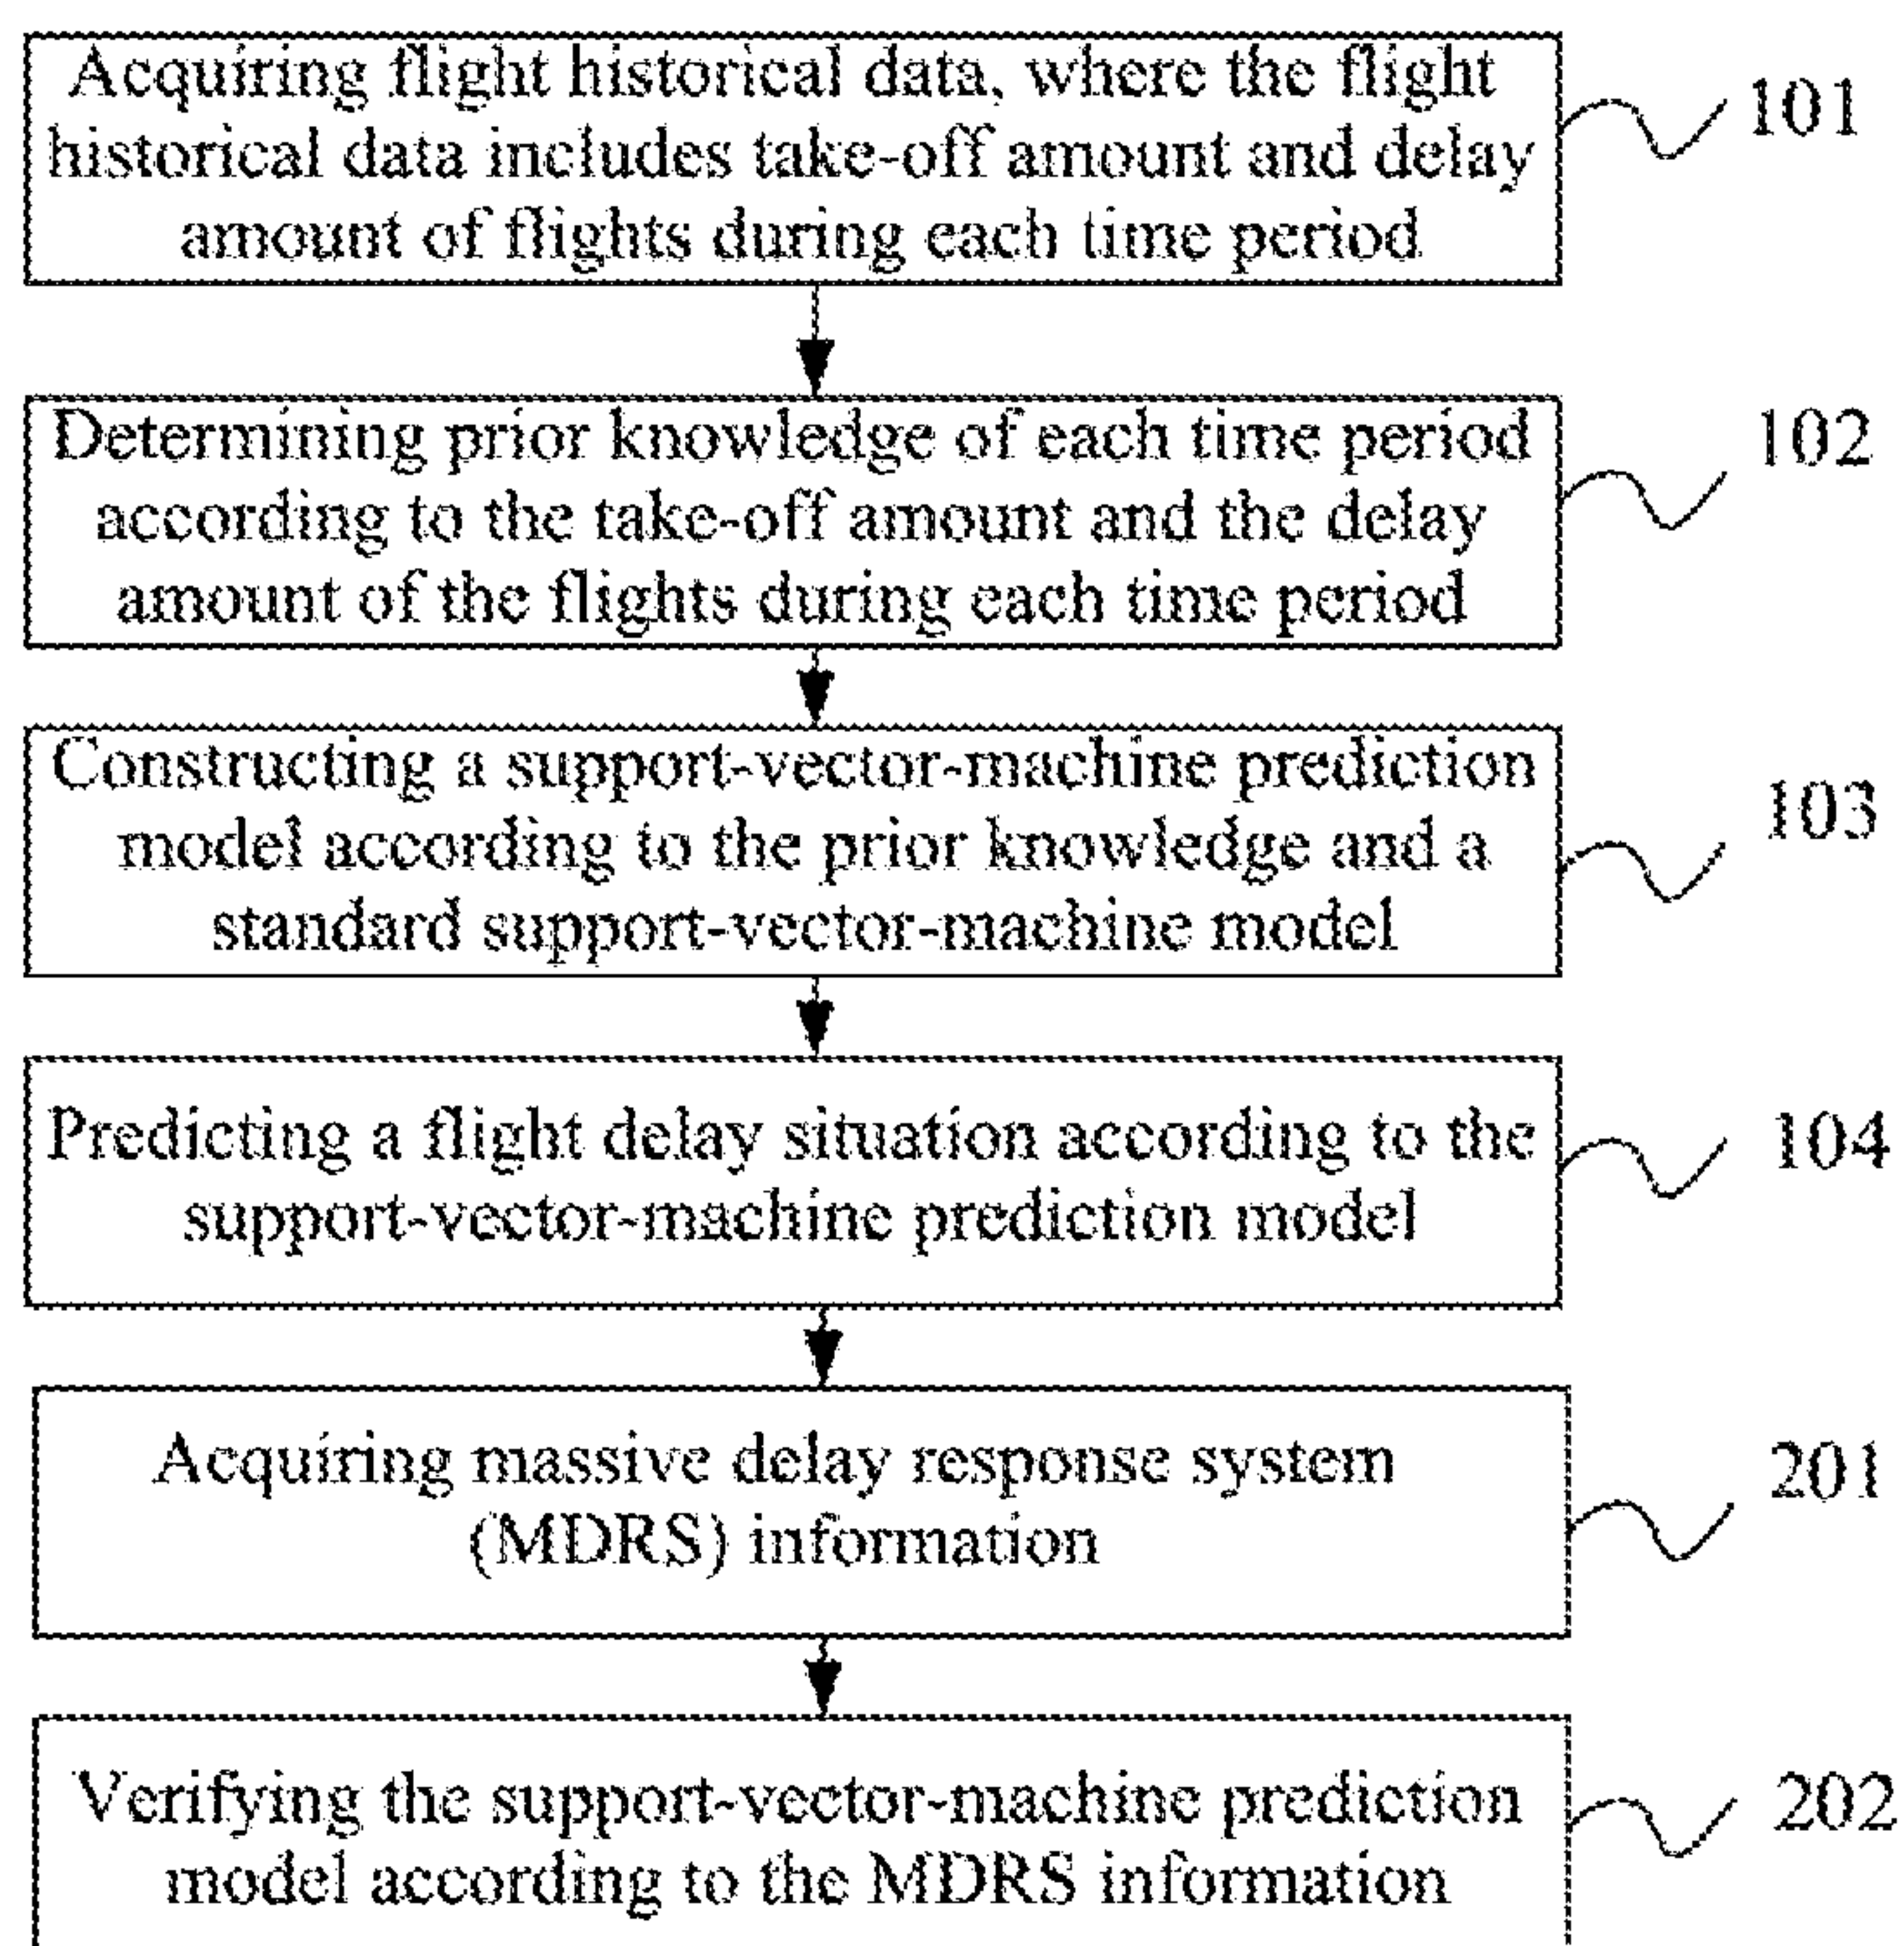 Acquiring flight historical data, where the flight
historical data includes take-off amount and delay
amount of flights during each time period
101
Determining prior knowledge of each time period
according to the take-off amount and the delay
amount of the flights during each time period
102
Constructing a support-vector-machine prediction
model according to the prior knowledge and a
standard support-vector-machine model
103
Predicting a flight delay situation according to the
support-vector-machine prediction model
104
Acquiring massive delay response system
(MDRS) information
201
Verifying the support-vector-machine prediction
model according to the MDRS information
202